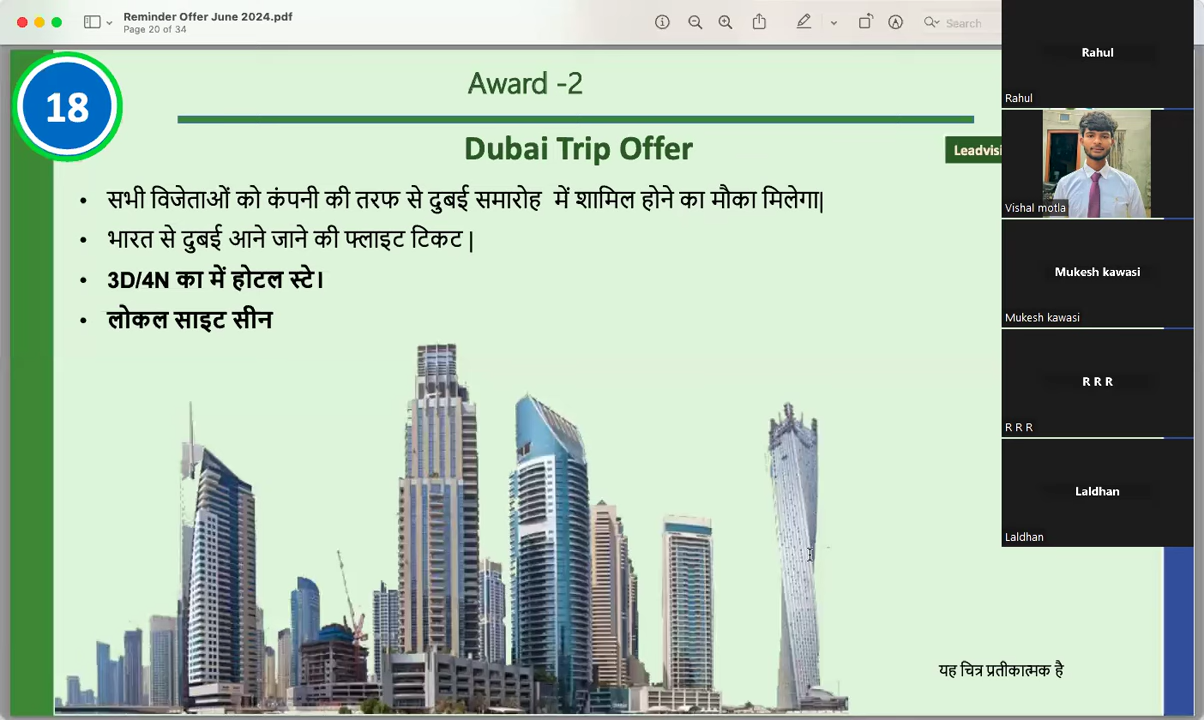 Reminder Offer June 2024.pdf
Page 20 of 34
Search
18
Award -2
Dubai Trip Offer
Leadvisi
• सभी विजेताओं को कंपनी की तरफ से दुबई समारोह में शामिल होने का मौका मिलेगा|
• भारत से दुबई आने जाने की फ्लाइट टिकट |
• 3D/4N का में होटल स्टे।
• लोकल साइट सीन
यह चित्र प्रतीकात्मक है
Rahul
Rahul
Vishal motla
Mukesh kawasi
Mukesh kawasi
R R R
R R R
Laldhan
Laldhan